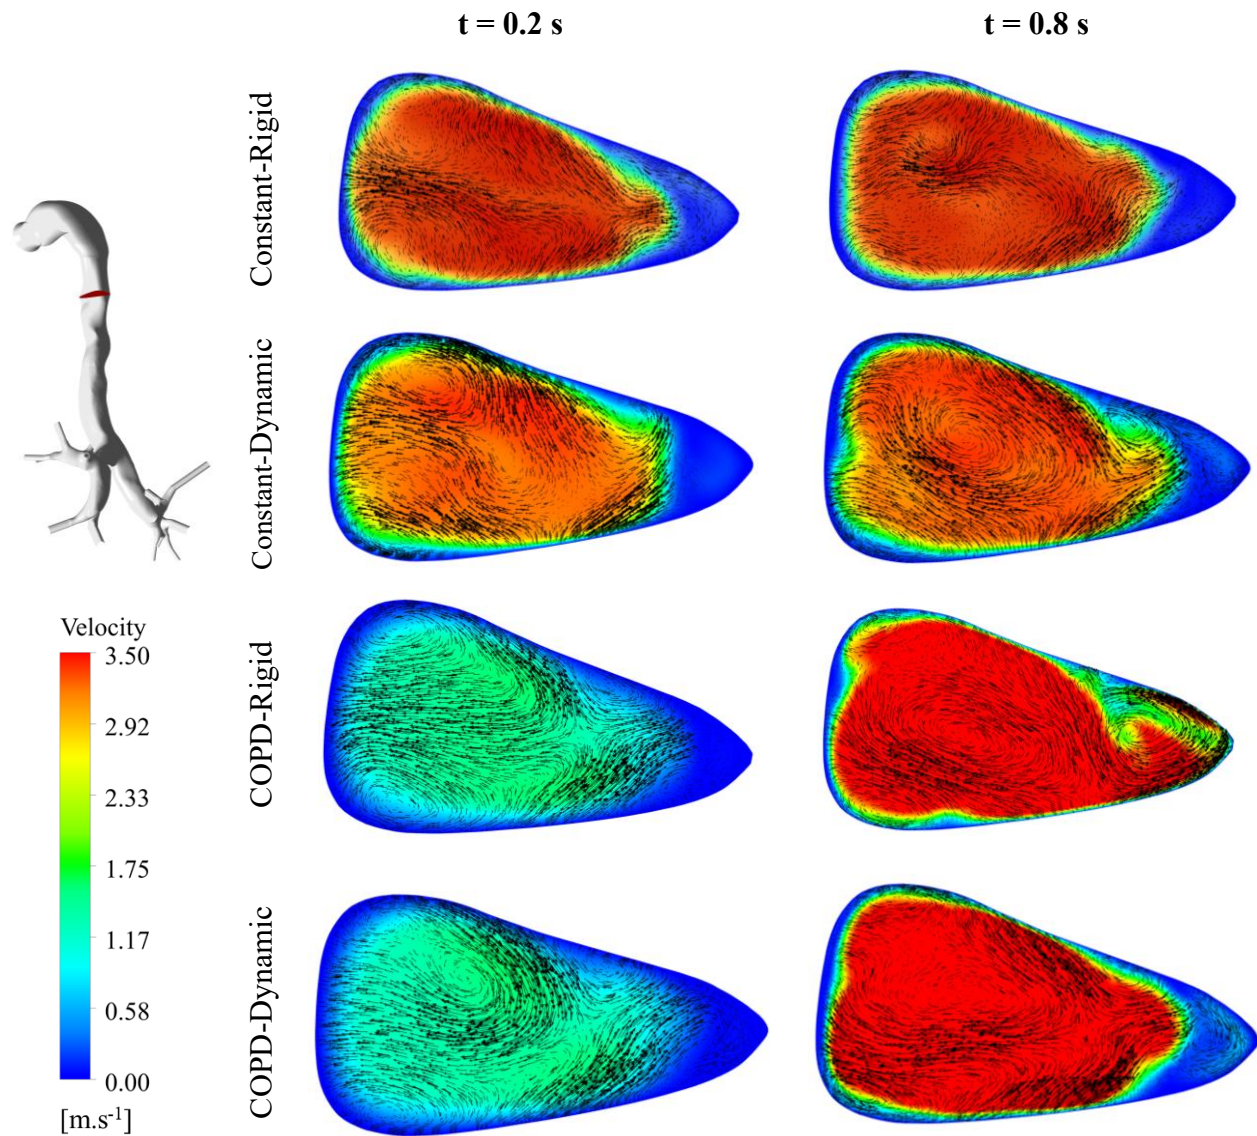 t = 0.2 s
t = 0.8 s
Constant-Rigid
Constant-Dynamic
COPD-Rigid
COPD-Dynamic
Velocity
3.50
2.92
2.33
1.75
1.17
0.58
0.00
[m.s⁻¹]